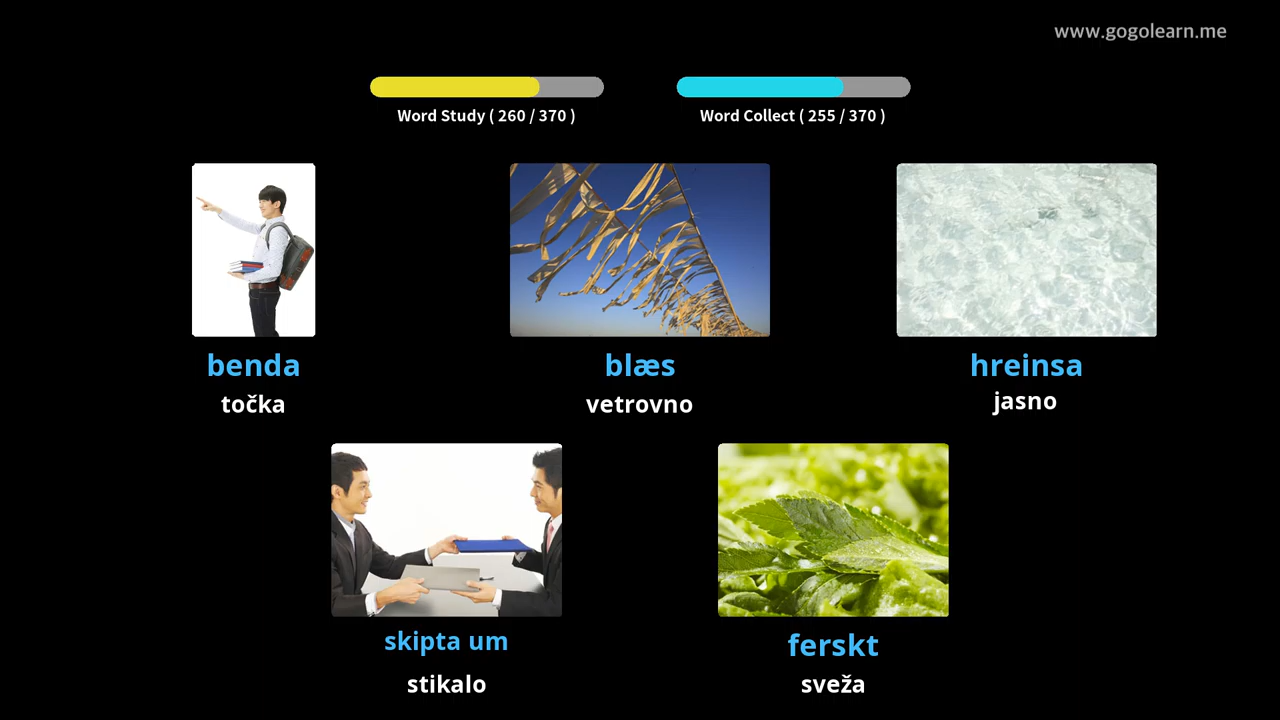 www.gogolearn.me
Word Study ( 260 / 370 )
Word Collect ( 255 / 370 )
benda
točka
blæs
vetrovno
hreinsa
jasno
skipta um
stikalo
ferskt
sveža